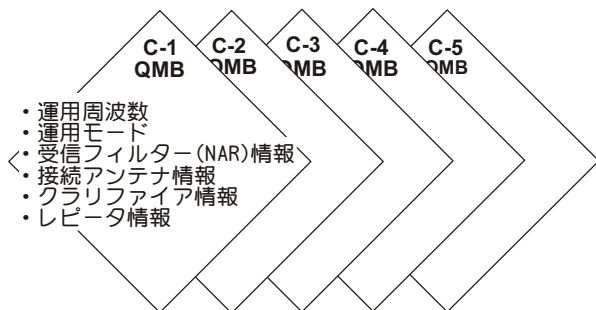 C-1 C-2 C-3 C-4 C-5
QMB QMB QMB QMB QMB
・運用周波数
・運用モード
・受信フィルター(NAR)情報
・接続アンテナ情報
・クラリファイア情報
・レピータ情報